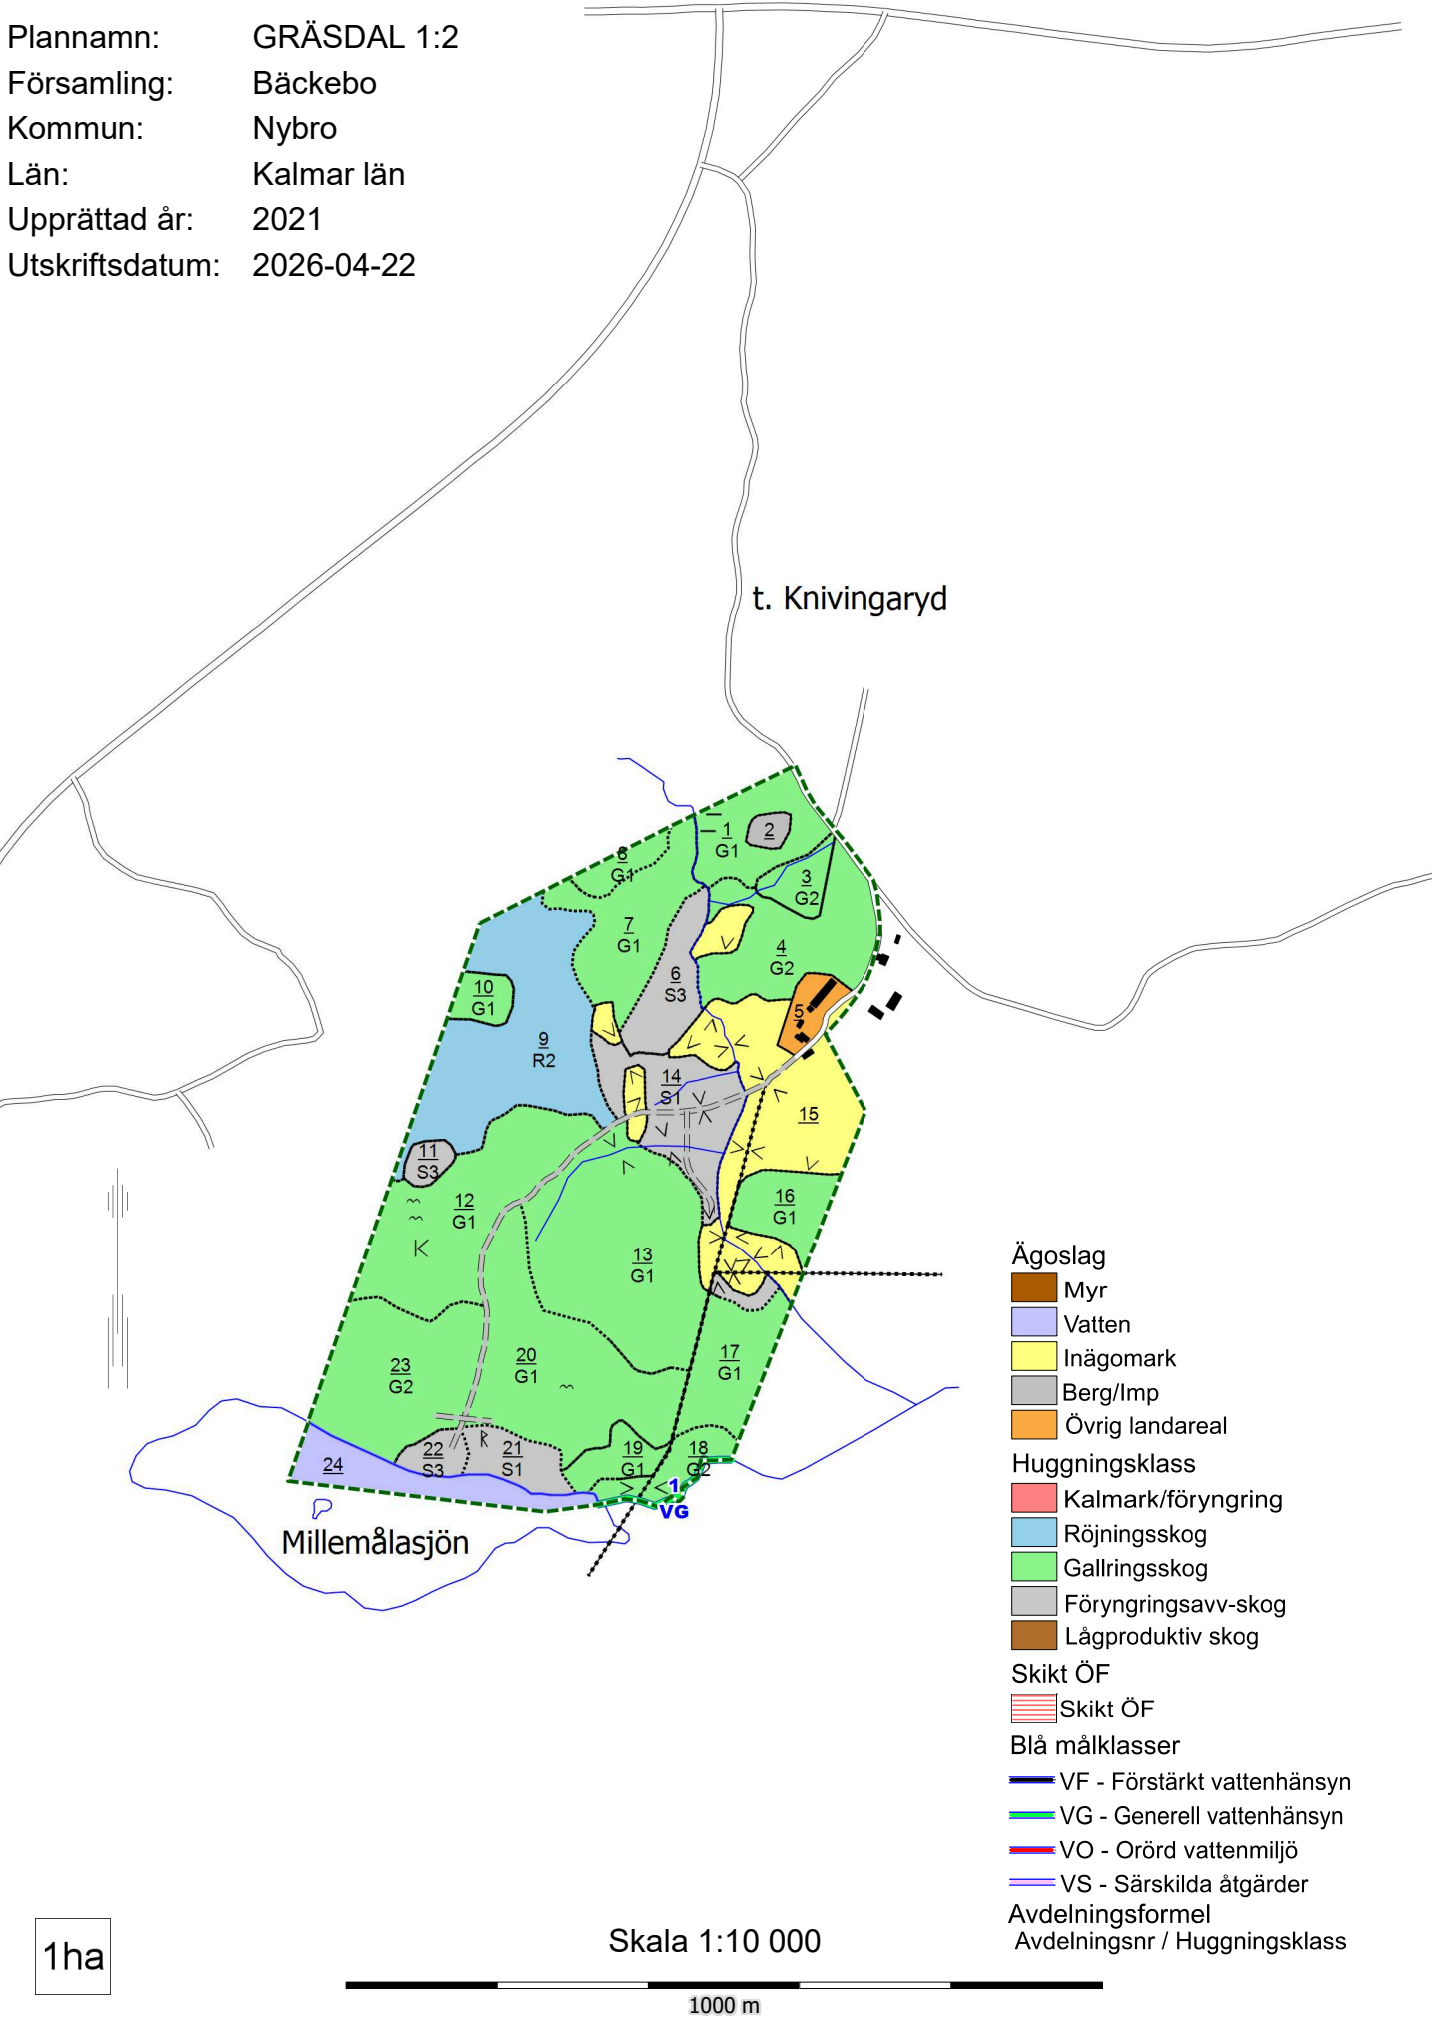 Plannamn: GRÄSDAL 1:2
Församling: Bäckebo
Kommun: Nybro
Län: Kalmar län
Upprättad år: 2021
Utskriftsdatum: 2026-04-22
t. Knivingaryd
1
G1
2
8
G1
3
G2
7
G1
4
G2
6
S3
10
G1
5
9
R2
14
S1
15
11
S3
12
G1
16
G1
13
G1
20
G1
17
G1
23
G2
22
S3
21
S1
19
G1
18
G2
24
1
VG
Millemålasjön
Ägoslag
Myr
Vatten
Inägomark
Berg/Imp
Övrig landareal
Huggningsklass
Kalmark/föryngring
Röjningsskog
Gallringsskog
Föryngringsavv-skog
Lågproduktiv skog
Skikt ÖF
Skikt ÖF
Blå målklasser
VF - Förstärkt vattenhänsyn
VG - Generell vattenhänsyn
VO - Orörd vattenmiljö
VS - Särskilda åtgärder
Avdelningsformel
Avdelningsnr / Huggningsklass
1ha
Skala 1:10 000
1000 m